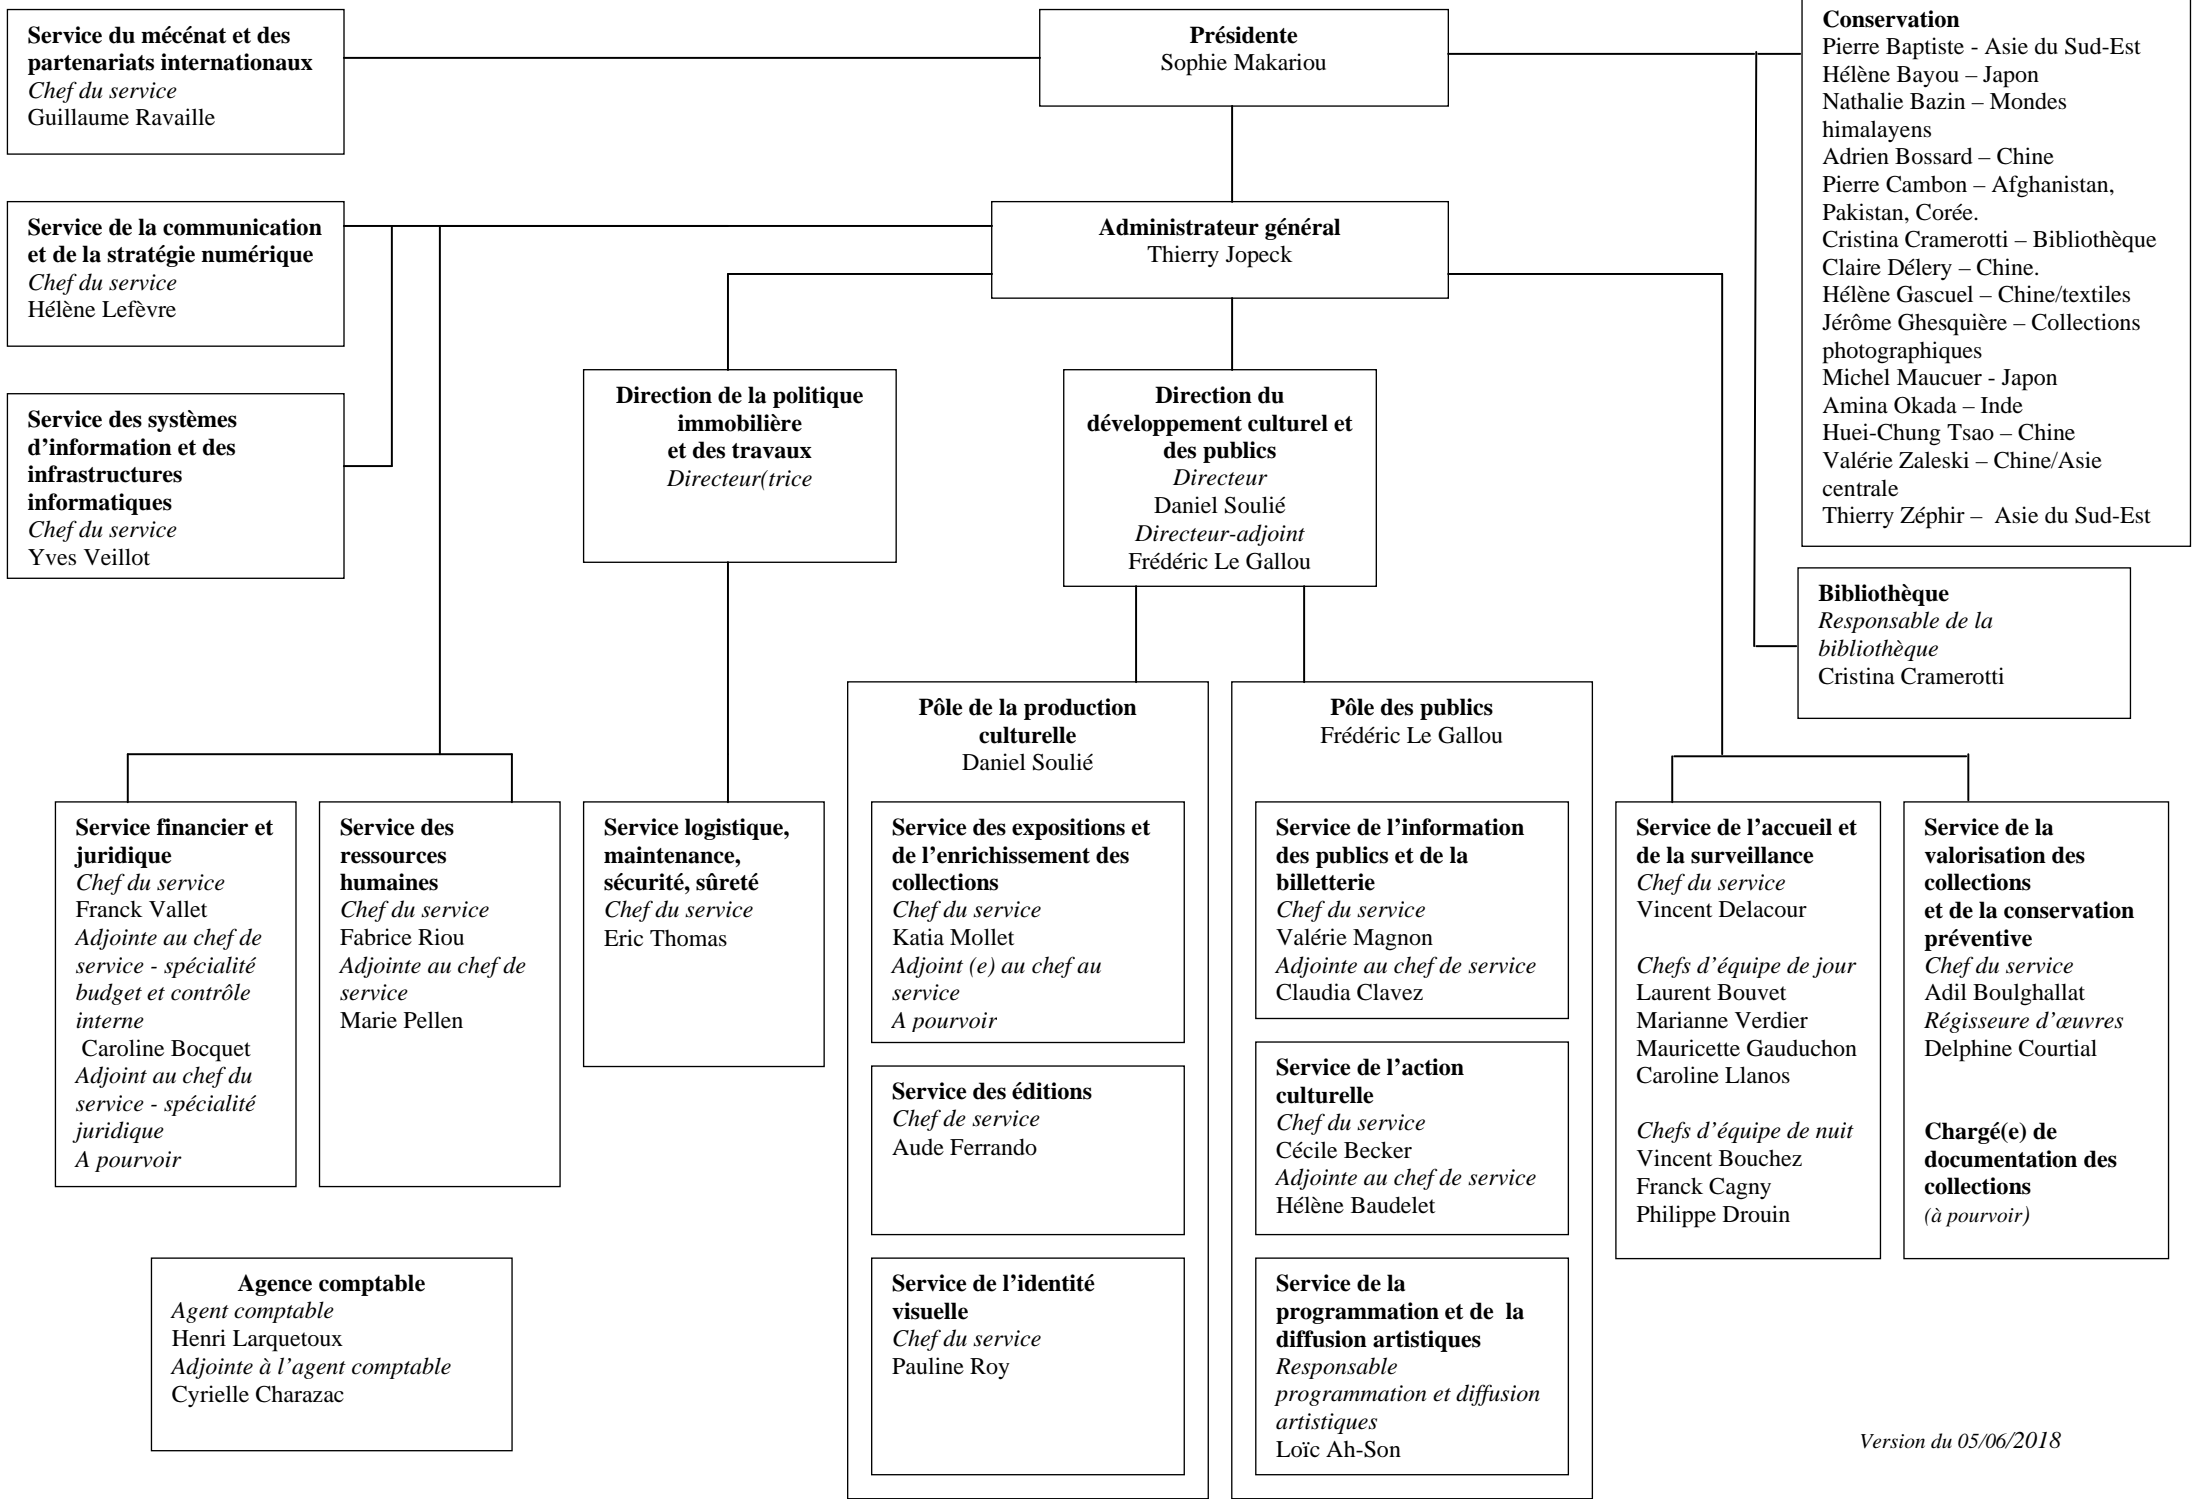 Service du mécénat et des
partenariats internationaux
Chef du service
Guillaume Ravaille
Présidente
Sophie Makariou
Conservation
Pierre Baptiste - Asie du Sud-Est
Hélène Bayou – Japon
Nathalie Bazin – Mondes
himalayens
Adrien Bossard – Chine
Pierre Cambon – Afghanistan,
Pakistan, Corée.
Cristina Cramerotti – Bibliothèque
Claire Délery – Chine.
Hélène Gascuel – Chine/textiles
Jérôme Ghesquière – Collections
photographiques
Michel Maucuer - Japon
Amina Okada – Inde
Huei-Chung Tsao – Chine
Valérie Zaleski – Chine/Asie
centrale
Thierry Zéphir – Asie du Sud-Est
Service de la communication
et de la stratégie numérique
Chef du service
Hélène Lefèvre
Administrateur général
Thierry Jopeck
Service des systèmes
d’information et des
infrastructures
informatiques
Chef du service
Yves Veillot
Direction de la politique
immobilière
et des travaux
Directeur(trice
Direction du
développement culturel et
des publics
Directeur
Daniel Soulié
Directeur-adjoint
Frédéric Le Gallou
Bibliothèque
Responsable de la
bibliothèque
Cristina Cramerotti
Pôle de la production
culturelle
Daniel Soulié
Pôle des publics
Frédéric Le Gallou
Service financier et
juridique
Chef du service
Franck Vallet
Adjointe au chef de
service - spécialité
budget et contrôle
interne
Caroline Bocquet
Adjoint au chef du
service - spécialité
juridique
A pourvoir
Service des
ressources
humaines
Chef du service
Fabrice Riou
Adjointe au chef de
service
Marie Pellen
Service logistique,
maintenance,
sécurité, sûreté
Chef du service
Eric Thomas
Service des expositions et
de l’enrichissement des
collections
Chef du service
Katia Mollet
Adjoint (e) au chef au
service
A pourvoir
Service des éditions
Chef de service
Aude Ferrando
Service de l’identité
visuelle
Chef du service
Pauline Roy
Service de l’information
des publics et de la
billetterie
Chef du service
Valérie Magnon
Adjointe au chef de service
Claudia Clavez
Service de l’action
culturelle
Chef du service
Cécile Becker
Adjointe au chef de service
Hélène Baudelet
Service de la
programmation et de la
diffusion artistiques
Responsable
programmation et diffusion
artistiques
Loïc Ah-Son
Service de l’accueil et
de la surveillance
Chef du service
Vincent Delacour
Chefs d’équipe de jour
Laurent Bouvet
Marianne Verdier
Mauricette Gauduchon
Caroline Llanos
Chefs d’équipe de nuit
Vincent Bouchez
Franck Cagny
Philippe Drouin
Service de la
valorisation des
collections
et de la conservation
préventive
Chef du service
Adil Boulghallat
Régisseure d’œuvres
Delphine Courtial
Chargé(e) de
documentation des
collections
(à pourvoir)
Agence comptable
Agent comptable
Henri Larquetoux
Adjointe à l’agent comptable
Cyrielle Charazac
Version du 05/06/2018